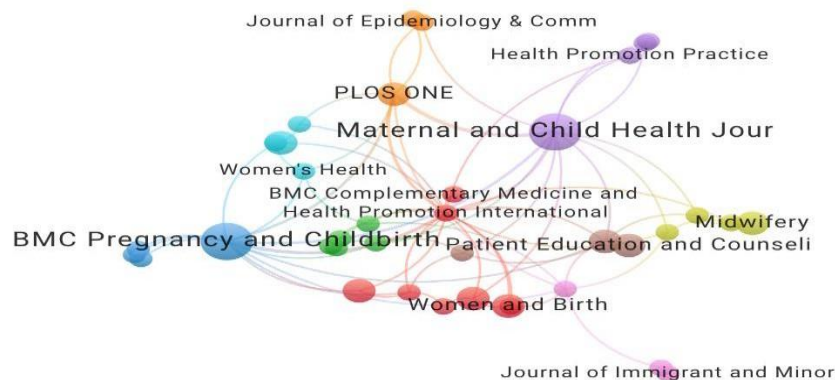 Journal of Epidemiology & Comm
Health Promotion Practice
PLOS ONE
Maternal and Child Health Jour
Women's Health
BMC Complementary Medicine and
Health Promotion International
Midwifery
BMC Pregnancy and Childbirth
Patient Education and Counseli
Women and Birth
Journal of Immigrant and Minor